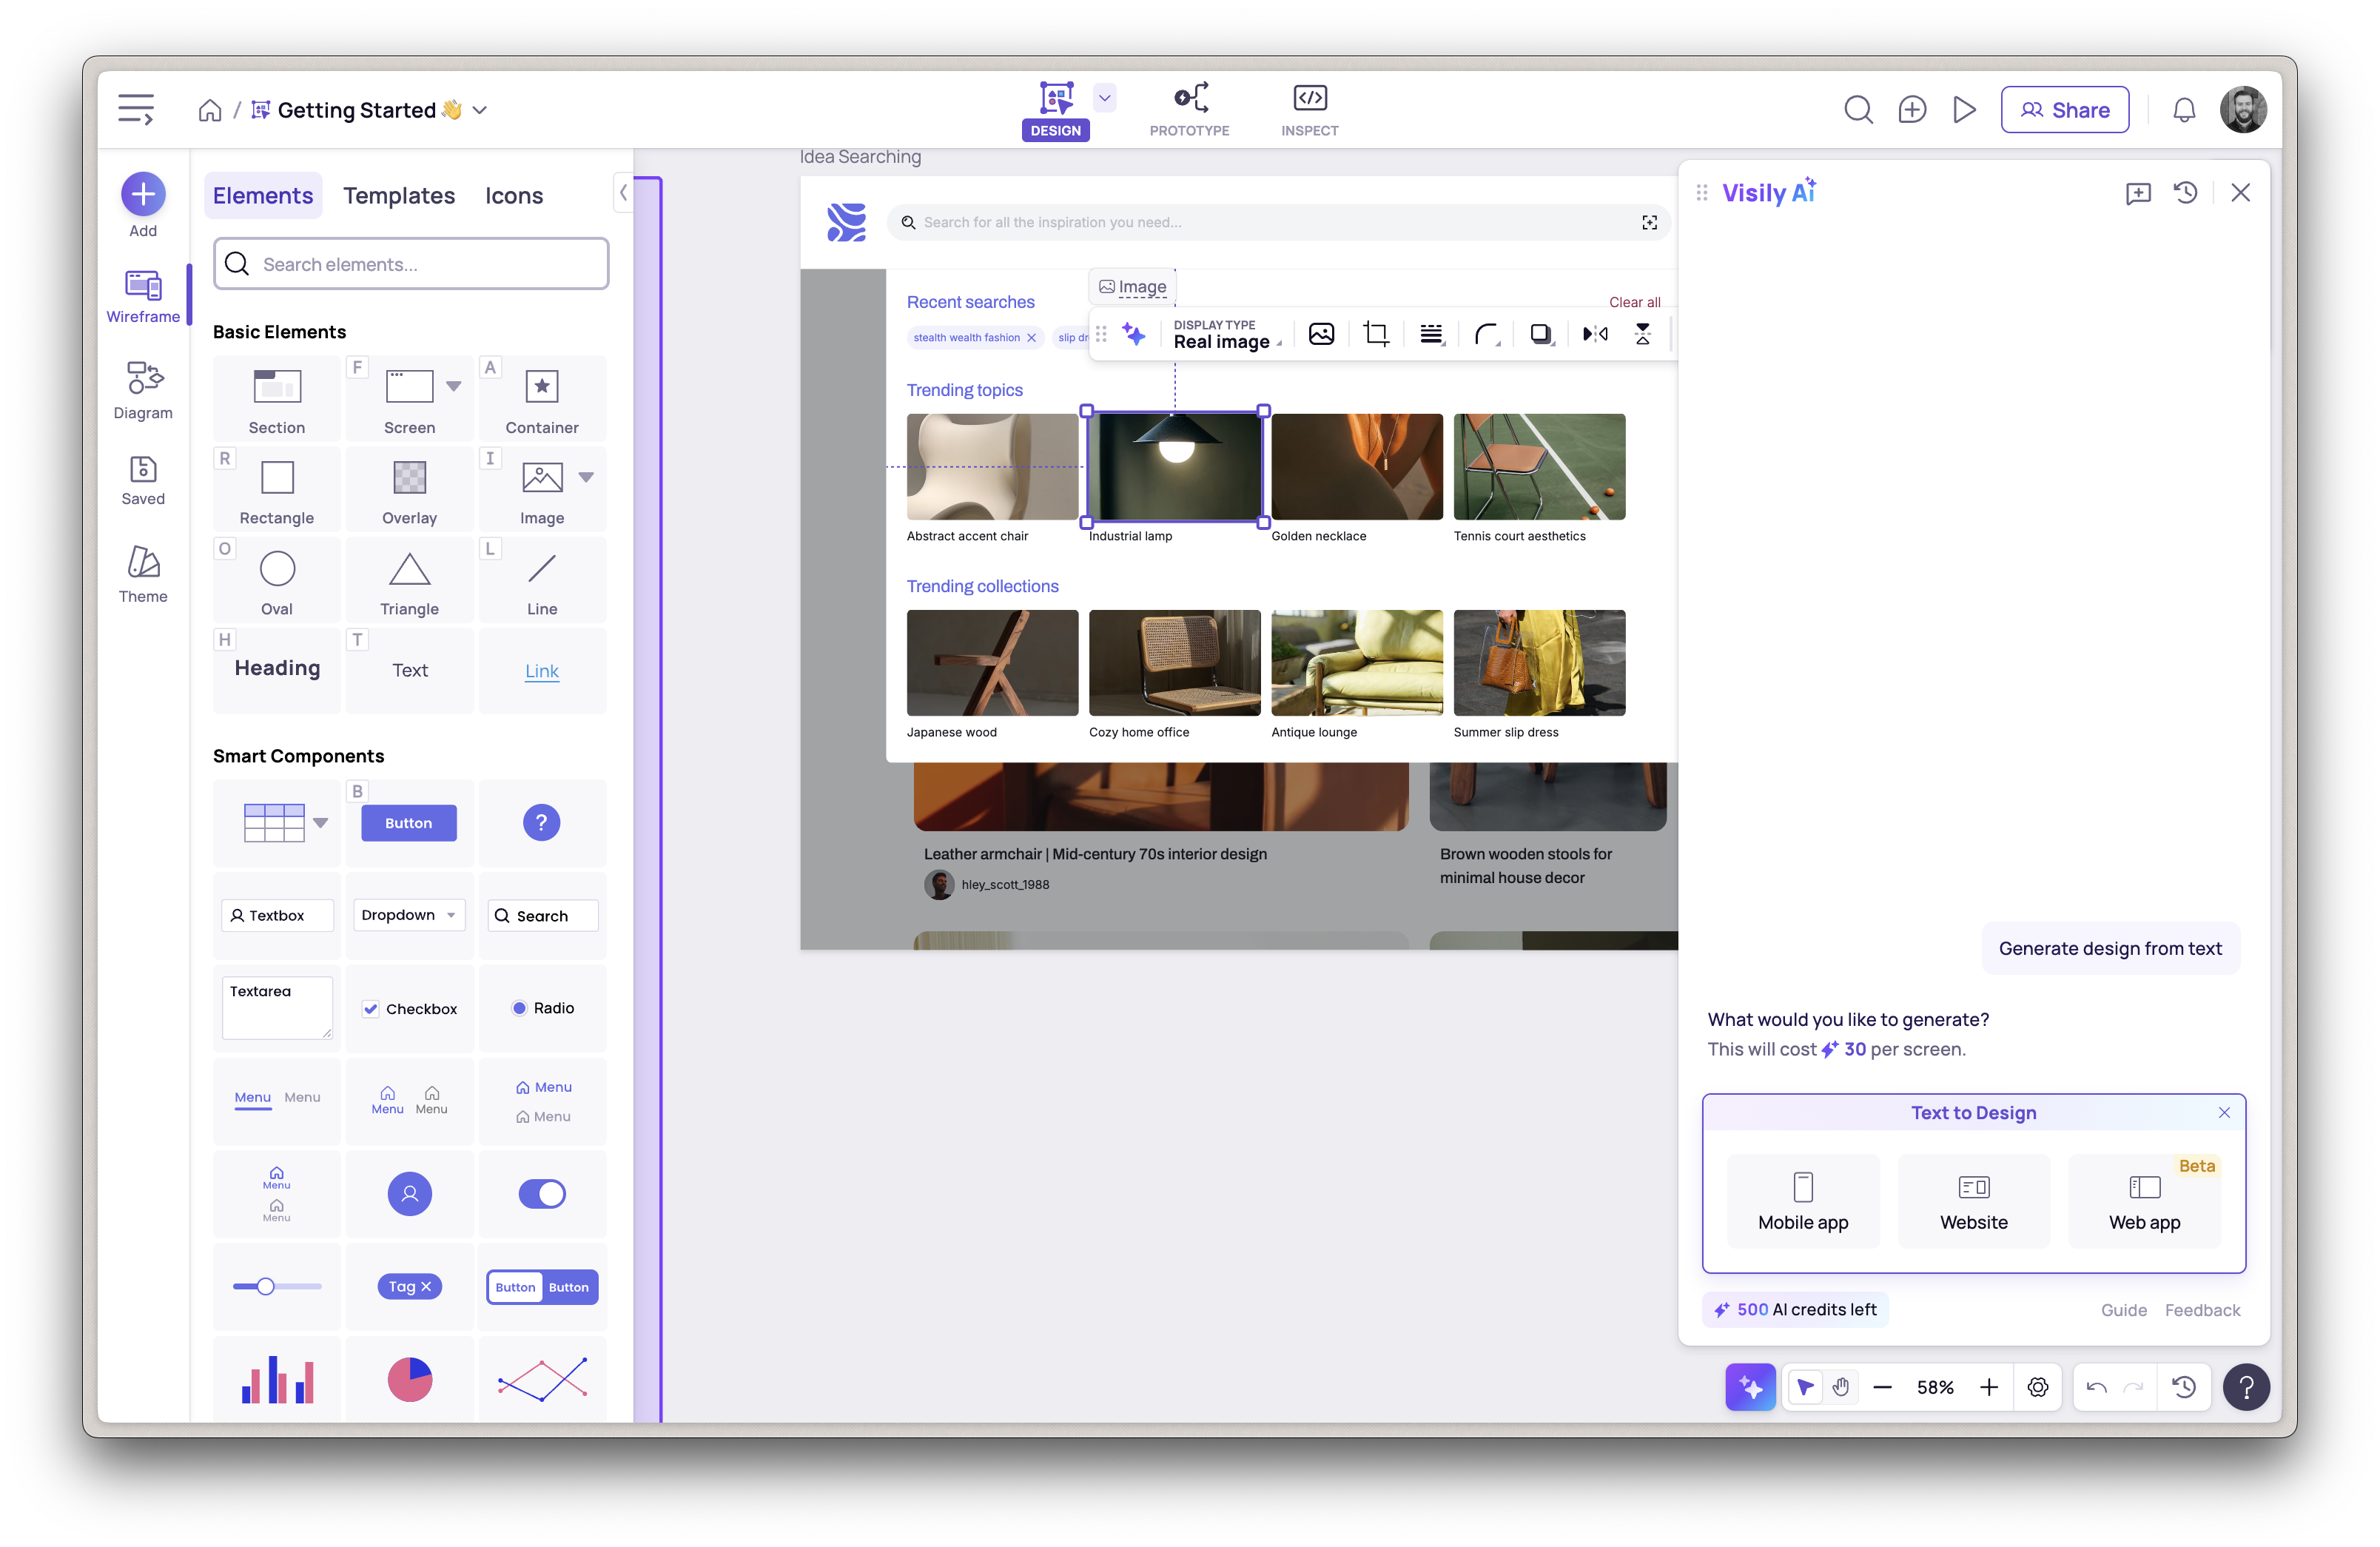 / Getting Started 👋
DESIGN
PROTOTYPE
INSPECT
Share
Add
Wireframe
Diagram
Saved
Theme
Elements
Templates
Icons
Search elements...
Basic Elements
Section
F
Screen
A
Container
R
Rectangle
Overlay
I
Image
O
Oval
Triangle
L
Line
H
Heading
T
Text
Link
Smart Components
B
Button
?
Textbox
Dropdown
Search
Textarea
Checkbox
Radio
Menu Menu
Menu Menu
Menu
Menu
Menu
Menu
Tag
Button Button
Idea Searching
Search for all the inspiration you need...
Image
Recent searches
Clear all
stealth wealth fashion
slip dr
DISPLAY TYPE
Real image
Trending topics
Abstract accent chair
Industrial lamp
Golden necklace
Tennis court aesthetics
Trending collections
Japanese wood
Cozy home office
Antique lounge
Summer slip dress
Leather armchair | Mid-century 70s interior design
hley_scott_1988
Brown wooden stools for
minimal house decor
Visily Ai
Generate design from text
What would you like to generate?
This will cost 30 per screen.
Text to Design
Mobile app
Website
Beta
Web app
500 AI credits left
Guide
Feedback
58%
?